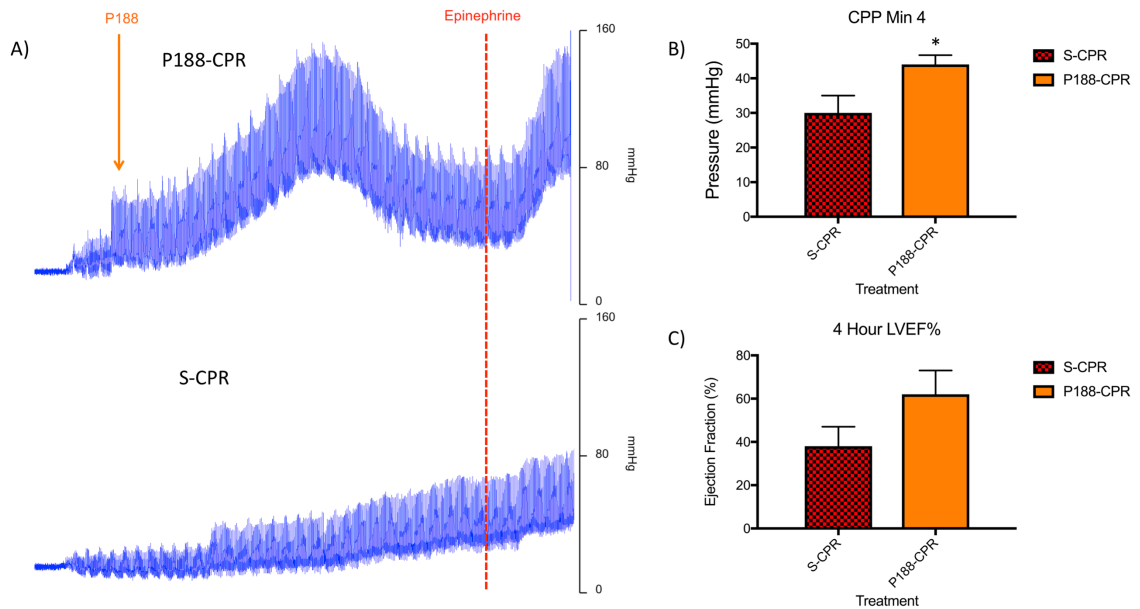 P188
Epinephrine
A)
P188-CPR
160
80
mmHg
0
S-CPR
160
mmHg
80
0
B)
CPP Min 4
50
40
30
20
10
0
Pressure (mmHg)
*
S-CPR
P188-CPR
S-CPR
P188-CPR
Treatment
C)
4 Hour LVEF%
80
60
40
20
0
Ejection Fraction (%)
S-CPR
P188-CPR
S-CPR
P188-CPR
Treatment